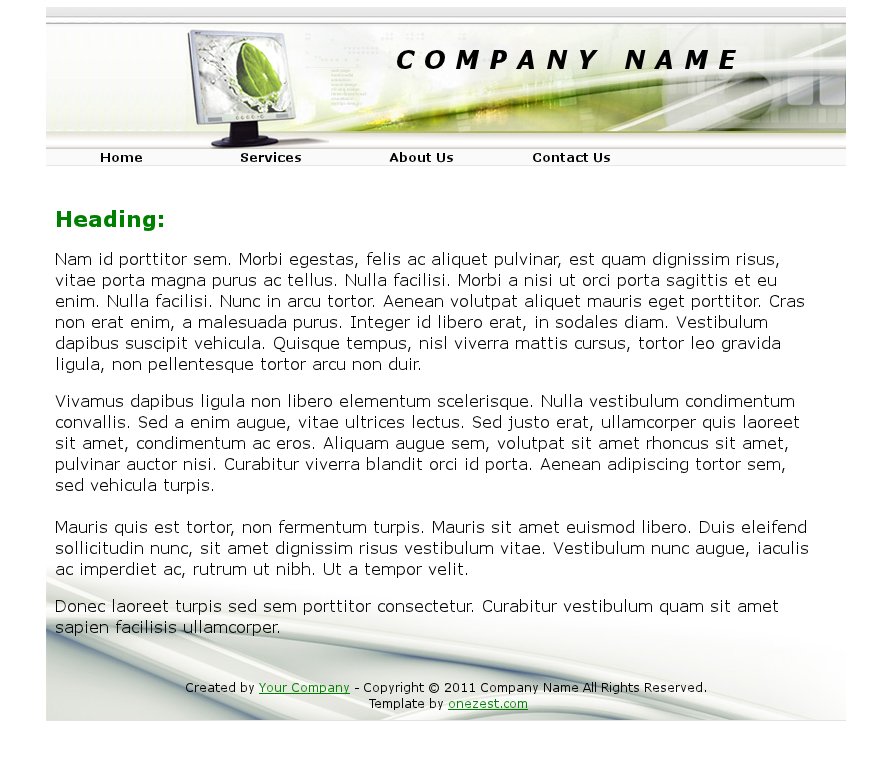 COMPANY NAME
Home Services About Us Contact Us
Heading:
Nam id porttitor sem. Morbi egestas, felis ac aliquet pulvinar, est quam dignissim risus,
vitae porta magna purus ac tellus. Nulla facilisi. Morbi a nisi ut orci porta sagittis et eu
enim. Nulla facilisi. Nunc in arcu tortor. Aenean volutpat aliquet mauris eget porttitor. Cras
non erat enim, a malesuada purus. Integer id libero erat, in sodales diam. Vestibulum
dapibus suscipit vehicula. Quisque tempus, nisl viverra mattis cursus, tortor leo gravida
ligula, non pellentesque tortor arcu non duir.
Vivamus dapibus ligula non libero elementum scelerisque. Nulla vestibulum condimentum
convallis. Sed a enim augue, vitae ultrices lectus. Sed justo erat, ullamcorper quis laoreet
sit amet, condimentum ac eros. Aliquam augue sem, volutpat sit amet rhoncus sit amet,
pulvinar auctor nisi. Curabitur viverra blandit orci id porta. Aenean adipiscing tortor sem,
sed vehicula turpis.
Mauris quis est tortor, non fermentum turpis. Mauris sit amet euismod libero. Duis eleifend
sollicitudin nunc, sit amet dignissim risus vestibulum vitae. Vestibulum nunc augue, iaculis
ac imperdiet ac, rutrum ut nibh. Ut a tempor velit.
Donec laoreet turpis sed sem porttitor consectetur. Curabitur vestibulum quam sit amet
sapien facilisis ullamcorper.
Created by Your Company - Copyright © 2011 Company Name All Rights Reserved.
Template by onezest.com